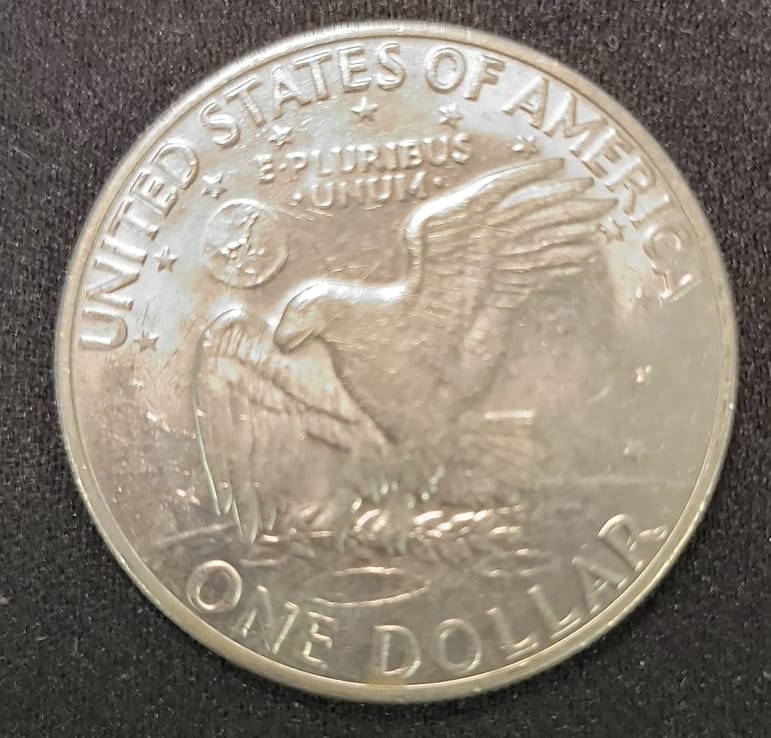 UNITED STATES OF AMERICA
E·PLURIBUS
·UNUM·
ONE DOLLAR